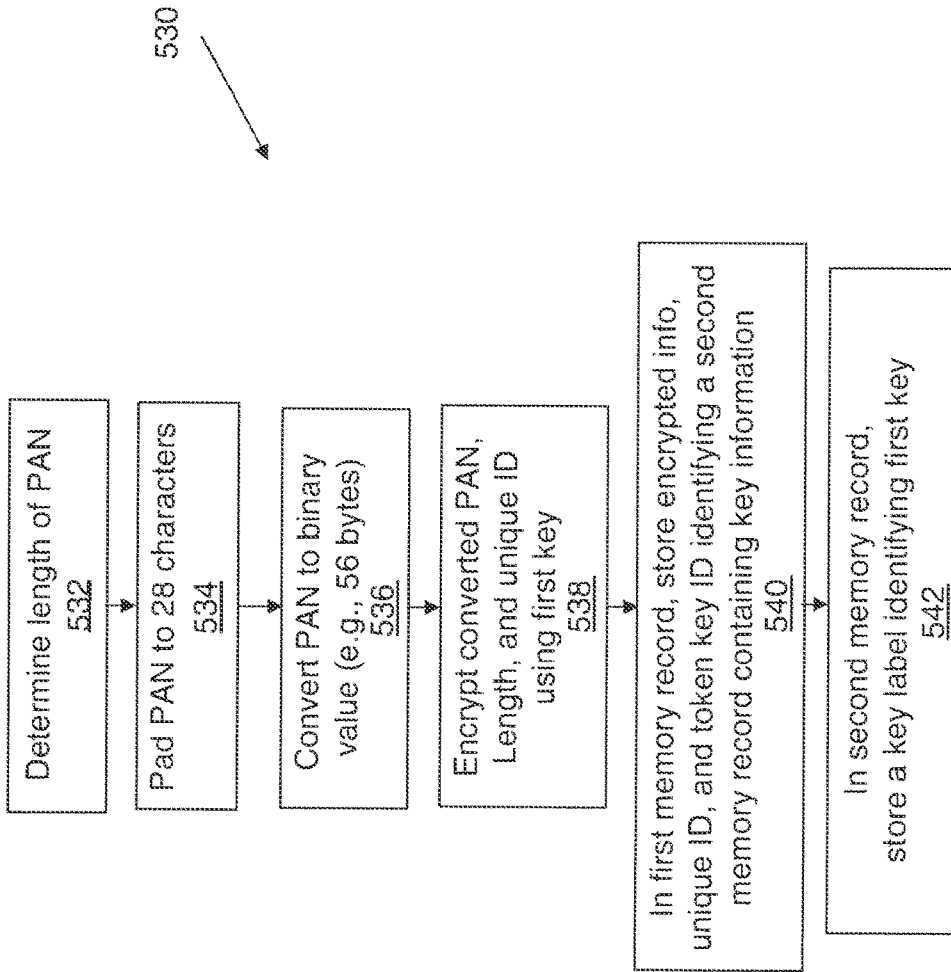 530
Determine length of PAN
532
Pad PAN to 28 characters
534
Convert PAN to binary
value (e.g., 56 bytes)
536
Encrypt converted PAN,
Length, and unique ID
using first key
538
In first memory record, store encrypted info,
unique ID, and token key ID identifying a second
memory record containing key information
540
In second memory record,
store a key label identifying first key
542